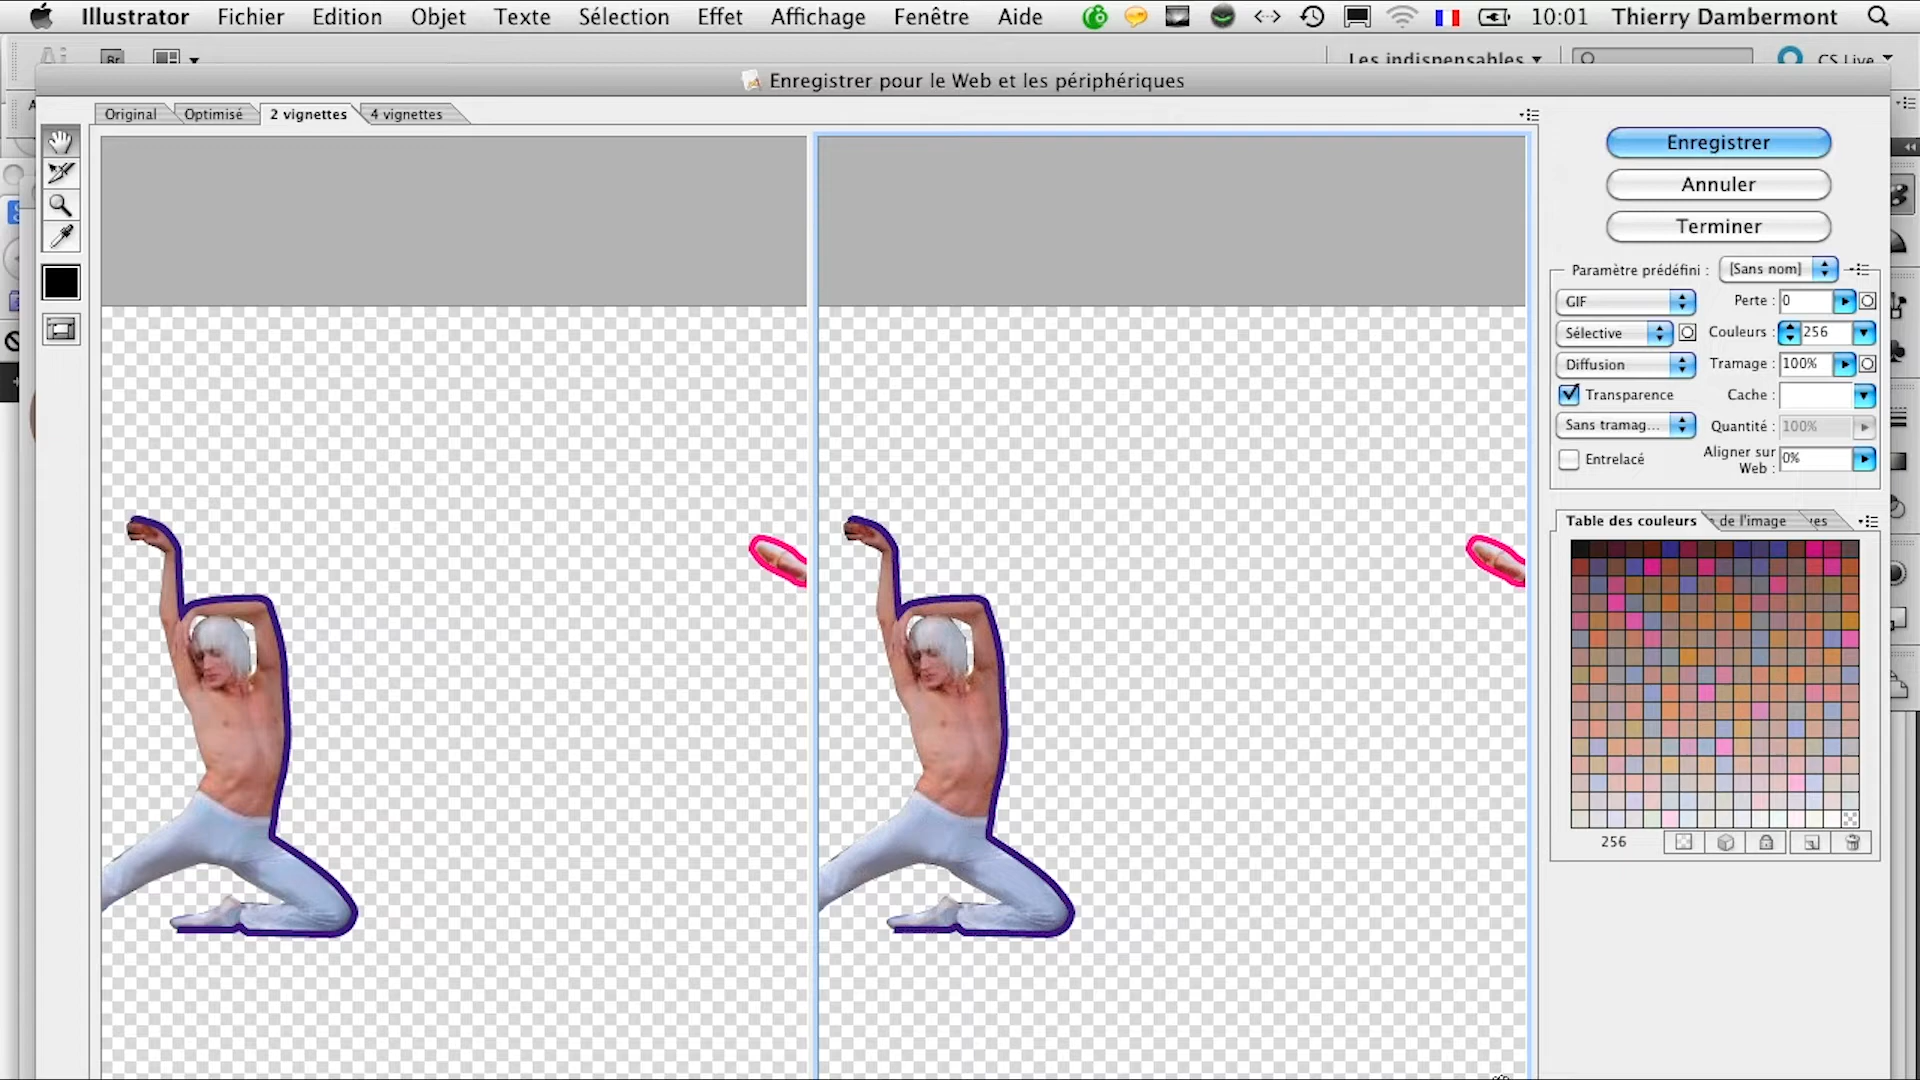 Illustrator Fichier Edition Objet Texte Sélection Effet Affichage Fenêtre Aide 10:01 Thierry Dambermont
Br Les indispensables CS Live
Enregistrer pour le Web et les périphériques
Original Optimisé 2 vignettes 4 vignettes
Enregistrer
Annuler
Terminer
Paramètre prédéfini : [Sans nom]
GIF Perte : 0
Sélective Couleurs : 256
Diffusion Tramage : 100%
Transparence Cache :
Sans tramag... Quantité : 100%
Entrelacé Aligner sur Web : 0%
Table des couleurs de l'image ves
256